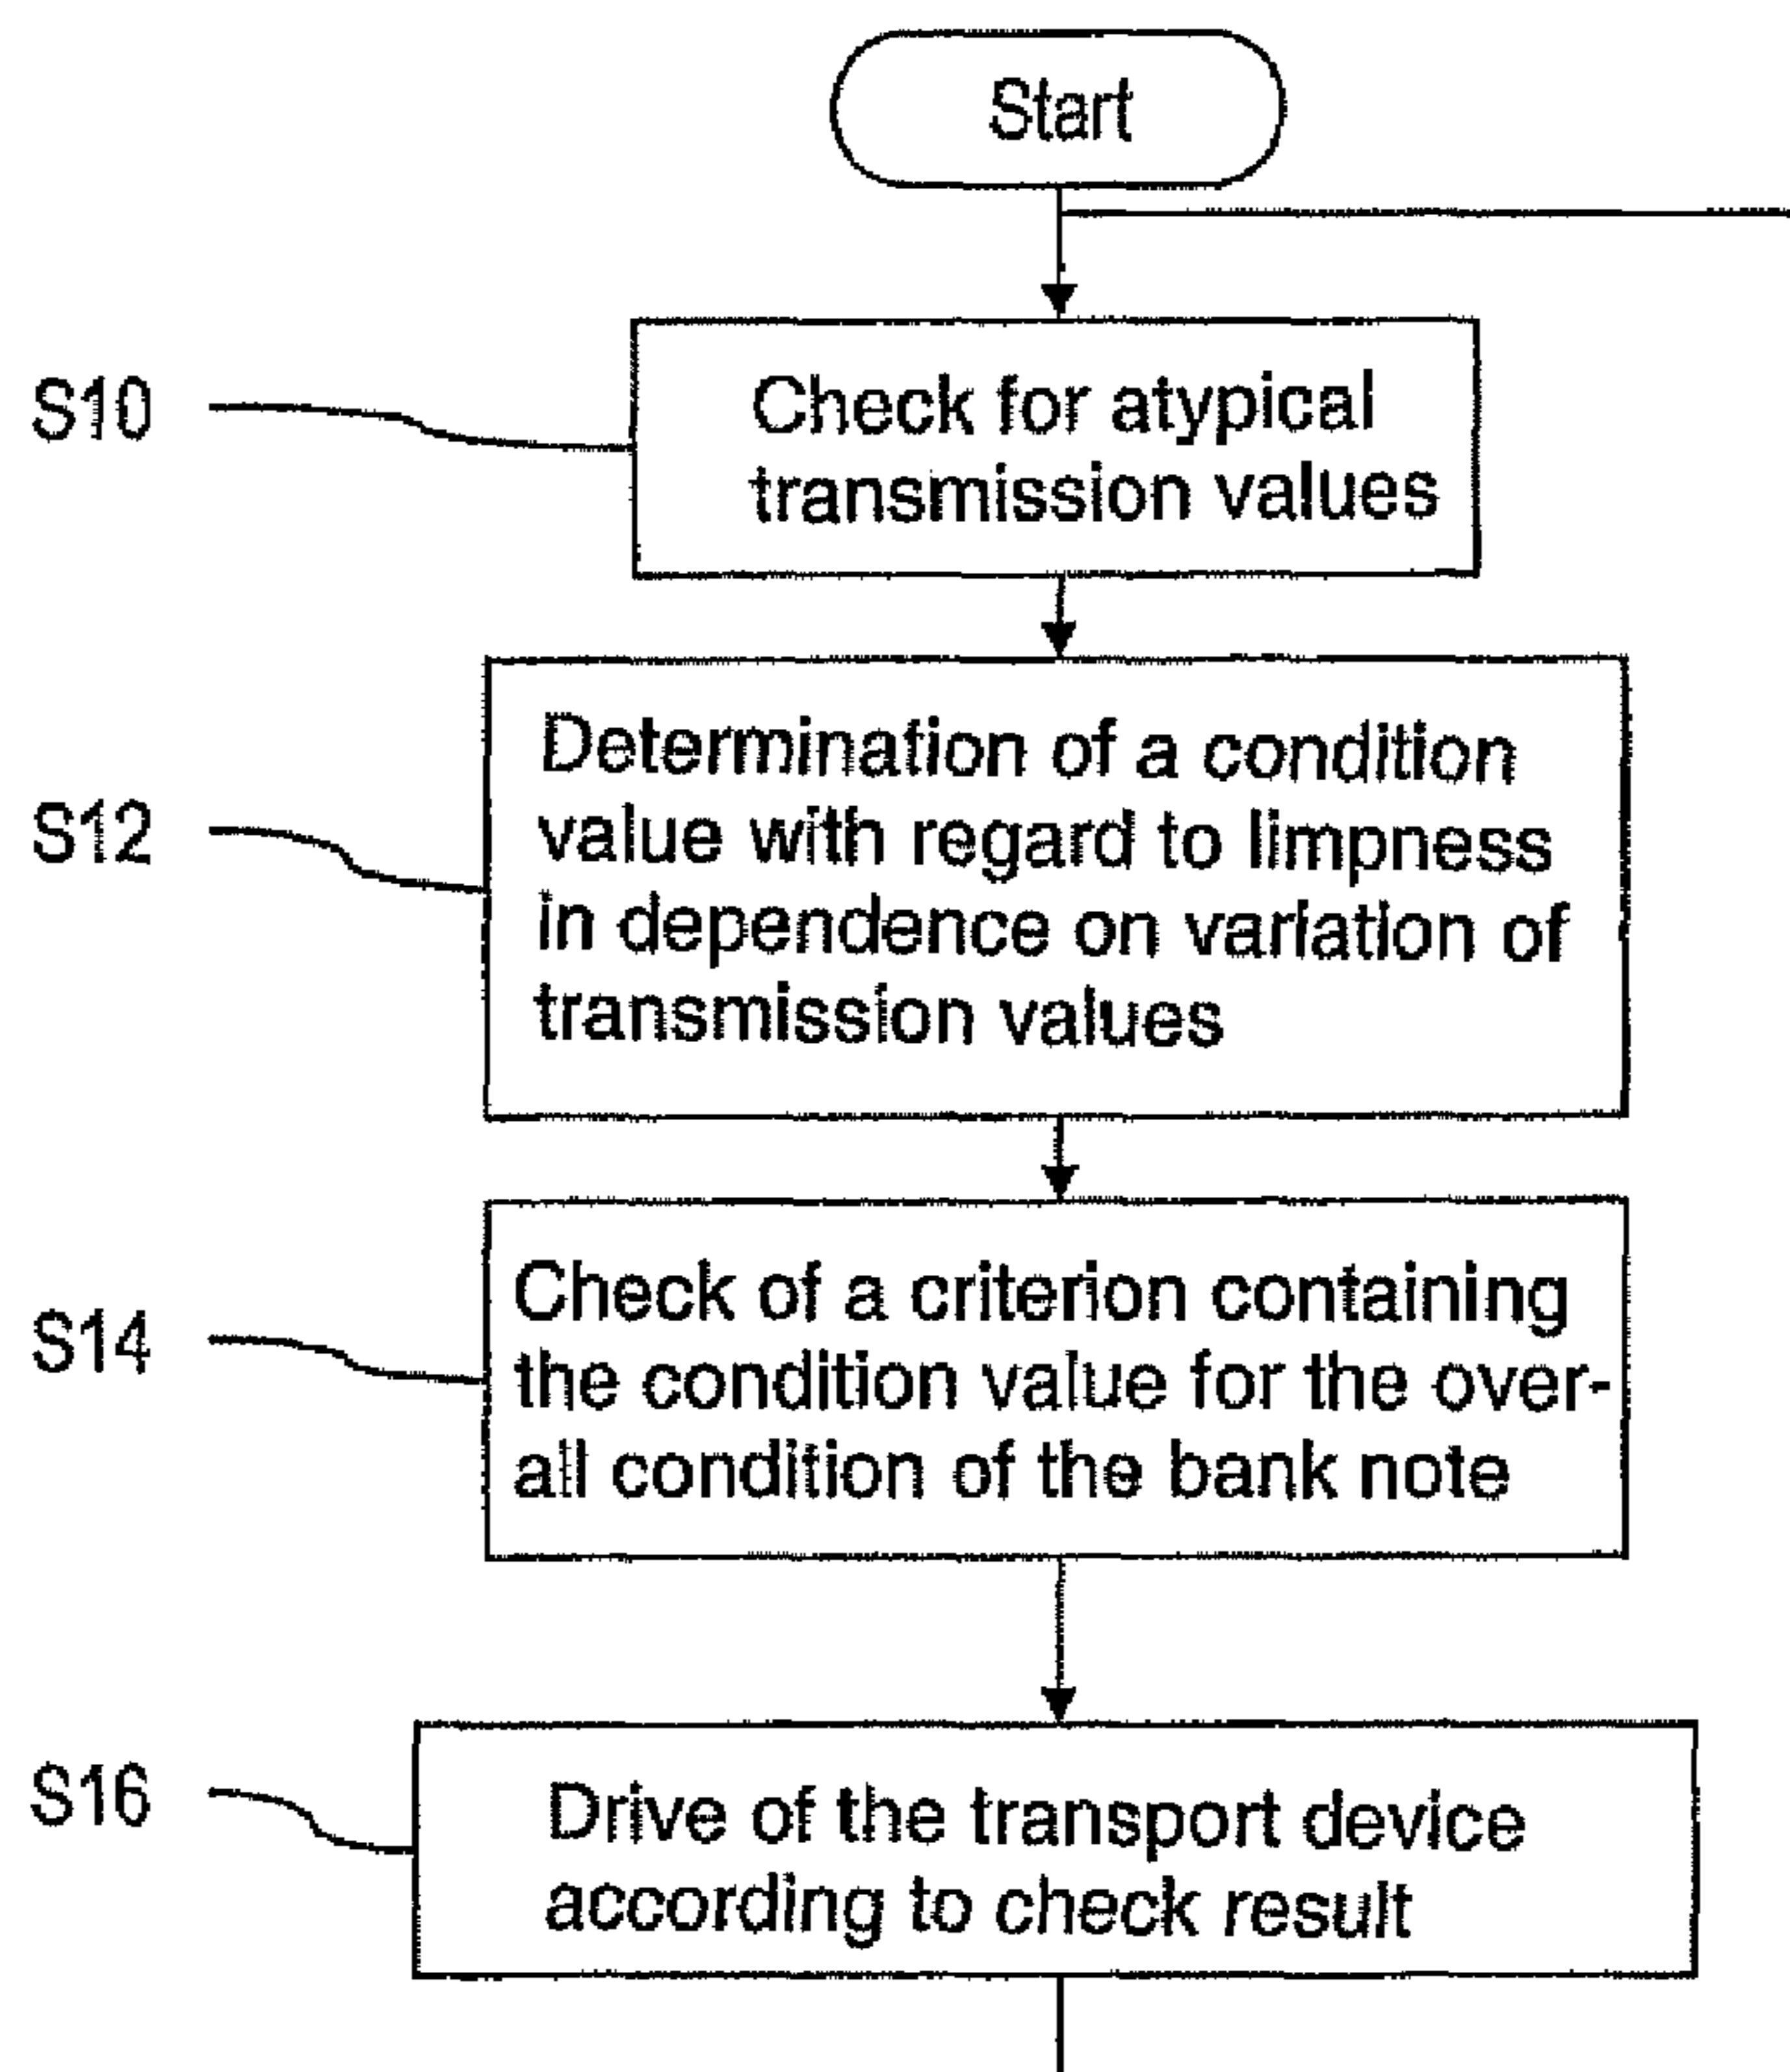 Start
S10
Check for atypical
transmission values
S12
Determination of a condition
value with regard to limpness
in dependence on variation of
transmission values
S14
Check of a criterion containing
the condition value for the over-
all condition of the bank note
S16
Drive of the transport device
according to check result